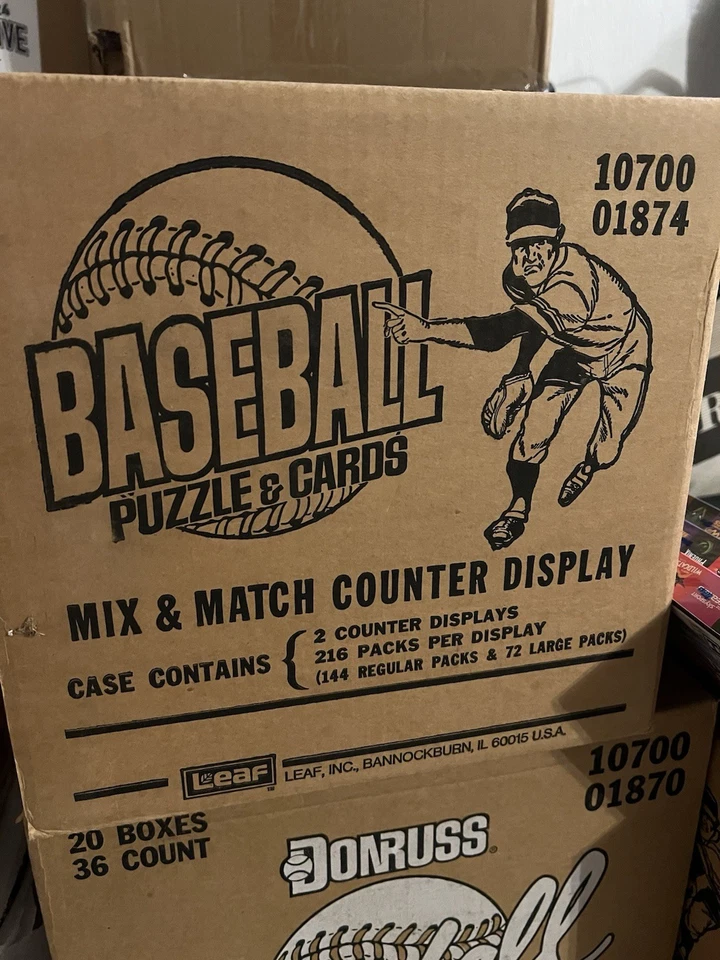 10700
01874
BASEBALL
PUZZLE & CARDS
MIX & MATCH COUNTER DISPLAY
CASE CONTAINS { 2 COUNTER DISPLAYS
216 PACKS PER DISPLAY
(144 REGULAR PACKS & 72 LARGE PACKS)
Leaf™ LEAF, INC., BANNOCKBURN, IL 60015 U.S.A.
10700
01870
20 BOXES
36 COUNT
DONRUSS